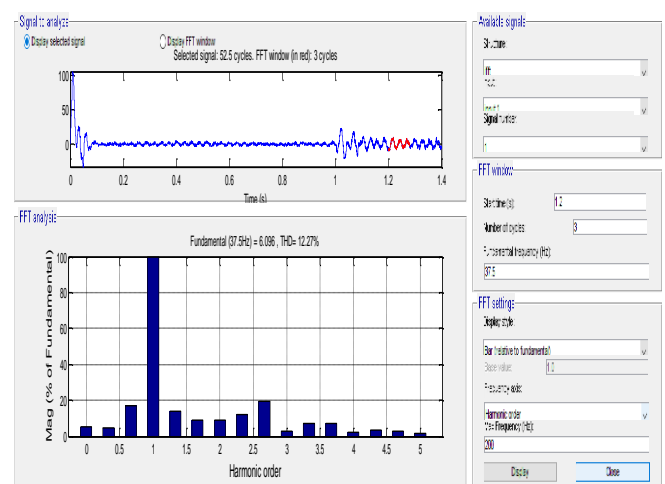 Signal to analyze
Display selected signal
Display FFT window
Selected signal: 52.5 cycles. FFT window (in red): 3 cycles
100
50
0
0 0.2 0.4 0.6 0.8 1 1.2 1.4
Time (s)
FFT analysis
Fundamental (37.5Hz) = 6.096 , THD= 12.27%
Mag (% of Fundamental)
100
80
60
40
20
0
0 0.5 1 1.5 2 2.5 3 3.5 4 4.5 5
Harmonic order
Available signals
Structure:
Signal number:
FFT window
Start time (s): 1.2
Number of cycles: 3
Fundamental frequency (Hz):
37.5
FFT settings
Display style:
Bar (relative to fundamental)
Base value: 1.0
Frequency axis:
Harmonic order
Max Frequency (Hz):
200
Display
Close